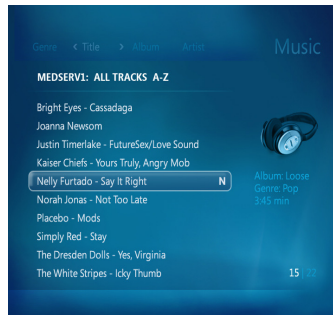 Genre < Title > Album Artist
Music
MEDSERV1: ALL TRACKS A-Z
Bright Eyes - Cassadaga
Joanna Newsom
Justin Timerlake - FutureSex/Love Sound
Kaiser Chiefs - Yours Truly, Angry Mob
Nelly Furtado - Say It Right N
Norah Jonas - Not Too Late
Placebo - Mods
Simply Red - Stay
The Dresden Dolls - Yes, Virginia
The White Stripes - Icky Thumb
Album: Loose
Genre: Pop
3:45 min
15 | 22